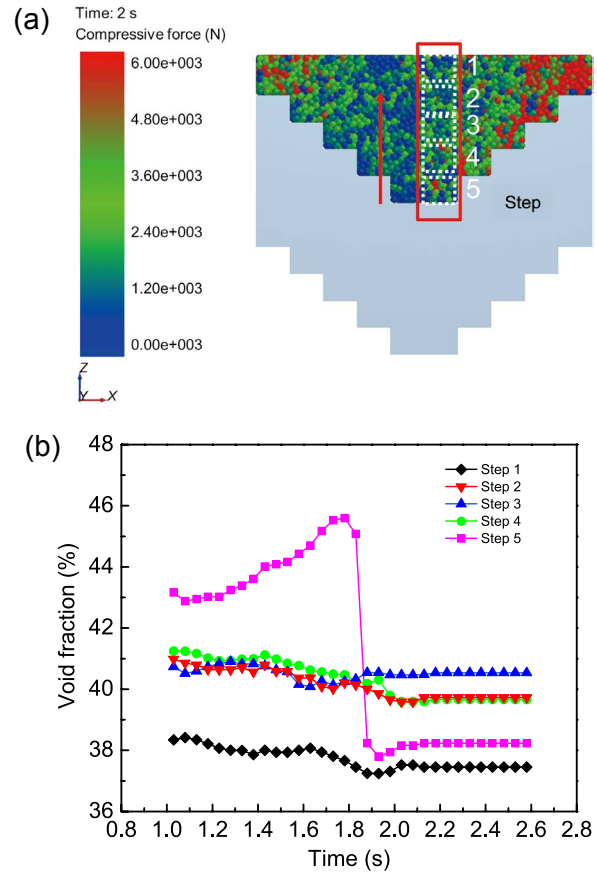 (a)
Time: 2 s
Compressive force (N)
6.00e+003
4.80e+003
3.60e+003
2.40e+003
1.20e+003
0.00e+003
Z
Y X
1
2
3
4
5
Step
(b)
48
46
44
42
40
38
36
Void fraction (%)
Step 1
Step 2
Step 3
Step 4
Step 5
0.8 1.0 1.2 1.4 1.6 1.8 2.0 2.2 2.4 2.6 2.8
Time (s)